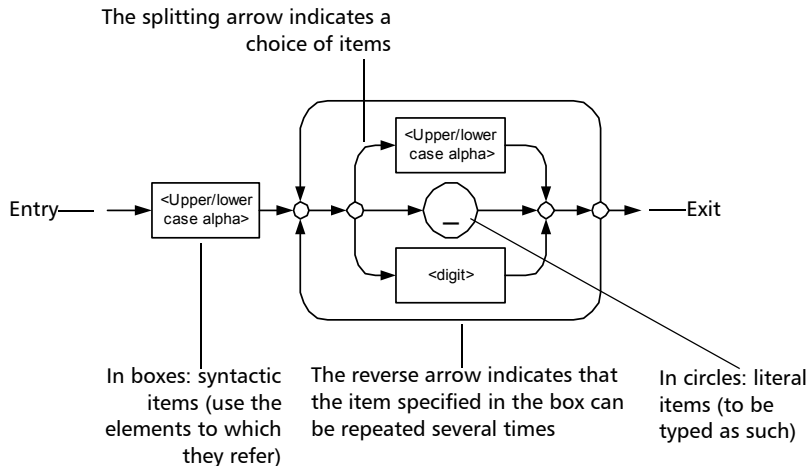 The splitting arrow indicates a
choice of items
<Upper/lower
case alpha>
Entry
<Upper/lower
case alpha>
_
Exit
<digit>
In boxes: syntactic
items (use the
elements to which
they refer)
The reverse arrow indicates that
the item specified in the box can
be repeated several times
In circles: literal
items (to be
typed as such)